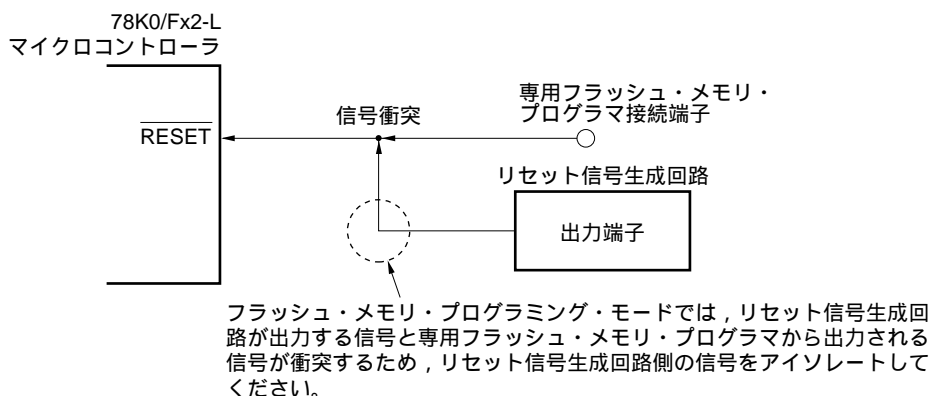 78K0/Fx2-L
マイクロコントローラ
RESET
信号衝突
専用フラッシュ・メモリ・
プログラマ接続端子
リセット信号生成回路
出力端子
フラッシュ・メモリ・プログラミング・モードでは，リセット信号生成回
路が出力する信号と専用フラッシュ・メモリ・プログラマから出力される
信号が衝突するため，リセット信号生成回路側の信号をアイソレートして
ください。